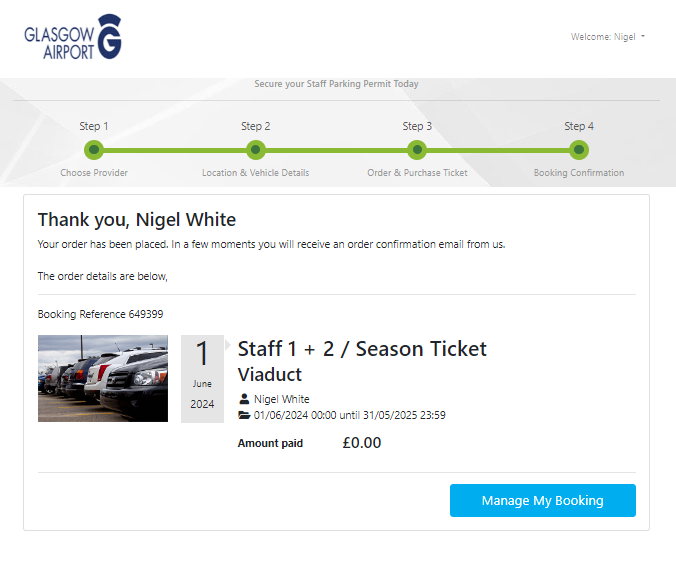 GLASGOW
AIRPORT
Welcome: Nigel
Secure your Staff Parking Permit Today
Step 1
Step 2
Step 3
Step 4
Choose Provider
Location & Vehicle Details
Order & Purchase Ticket
Booking Confirmation
Thank you, Nigel White
Your order has been placed. In a few moments you will receive an order confirmation email from us.
The order details are below,
Booking Reference 649399
1
June
2024
Staff 1 + 2 / Season Ticket
Viaduct
Nigel White
01/06/2024 00:00 until 31/05/2025 23:59
Amount paid £0.00
Manage My Booking